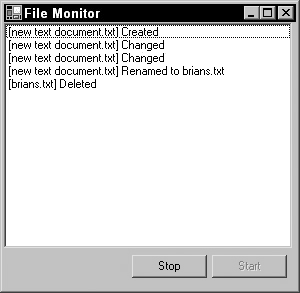 File Monitor
[new text document.txt] Created
[new text document.txt] Changed
[new text document.txt] Changed
[new text document.txt] Renamed to brians.txt
[brians.txt] Deleted
Stop
Start